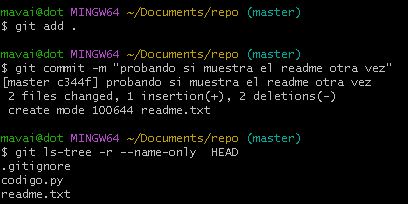 mavai@dot MINGW64 ~/Documents/repo (master)
$ git add .
mavai@dot MINGW64 ~/Documents/repo (master)
$ git commit -m "probando si muestra el readme otra vez"
[master c344f] probando si muestra el readme otra vez
 2 files changed, 1 insertion(+), 2 deletions(-)
 create mode 100644 readme.txt
mavai@dot MINGW64 ~/Documents/repo (master)
$ git ls-tree -r --name-only  HEAD
.gitignore
codigo.py
readme.txt